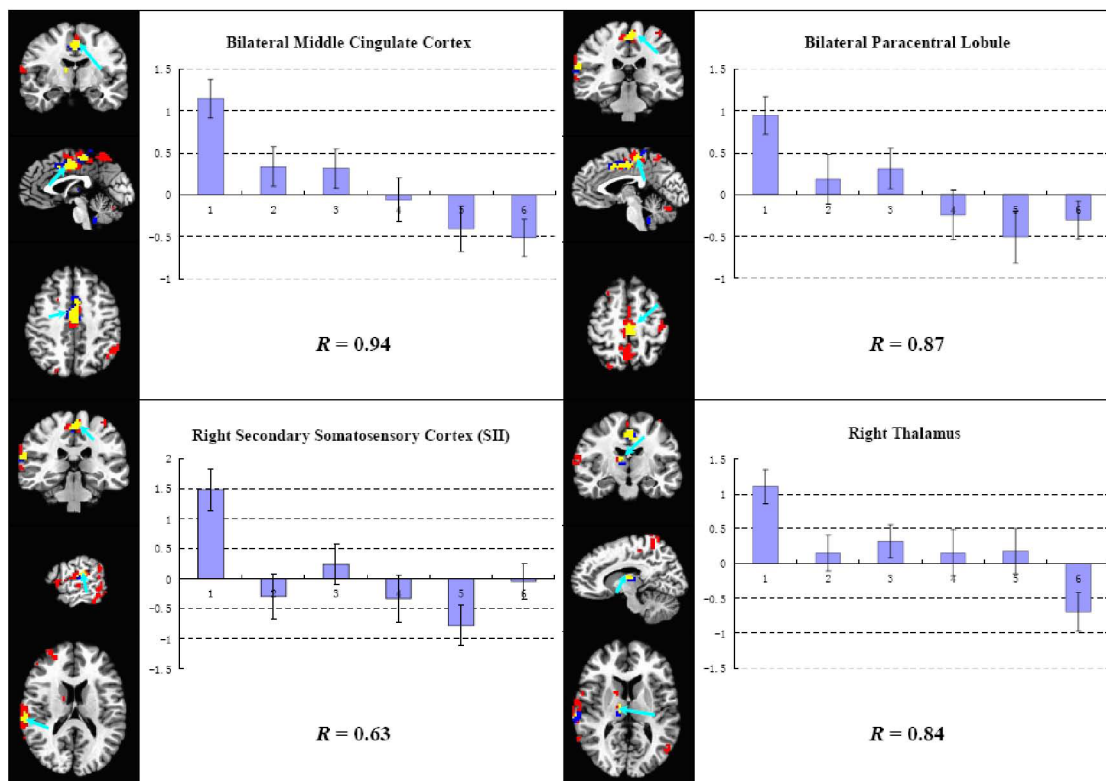 Bilateral Middle Cingulate Cortex
1.5
1
0.5
0
-0.5
-1
1 2 3 4 5 6
R = 0.94
Bilateral Paracentral Lobule
1.5
1
0.5
0
-0.5
-1
1 2 3 4 5 6
R = 0.87
Right Secondary Somatosensory Cortex (SII)
2
1.5
1
0.5
0
-0.5
-1
-1.5
1 2 3 4 5 6
R = 0.63
Right Thalamus
1.5
1
0.5
0
-0.5
-1
-1.5
1 2 3 4 5 6
R = 0.84